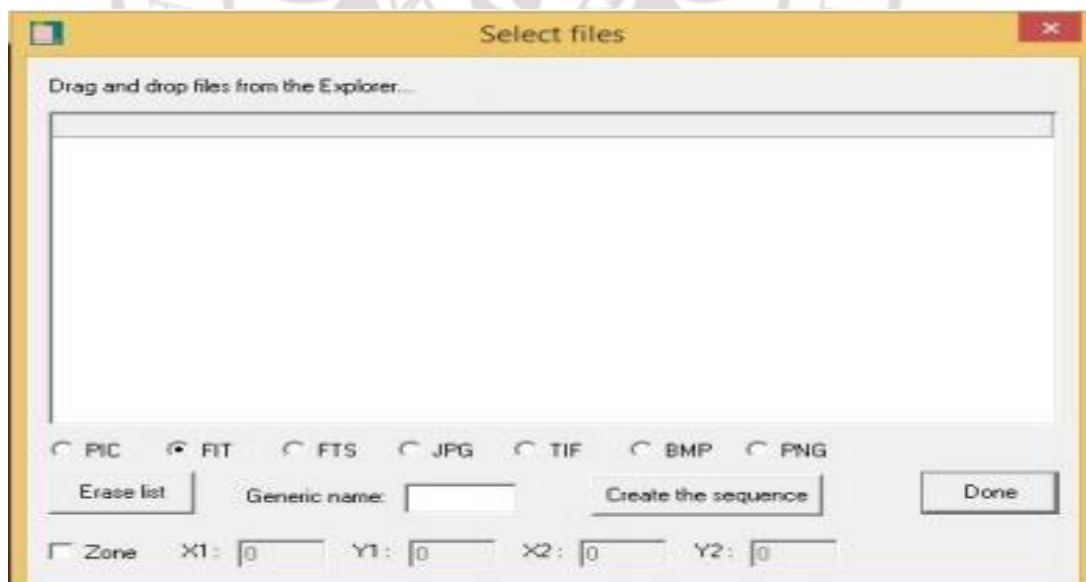 Select files
Drag and drop files from the Explorer...
PIC FIT FTS JPG TIF BMP PNG
Erase list Generic name: Create the sequence Done
Zone X1: 0 Y1: 0 X2: 0 Y2: 0